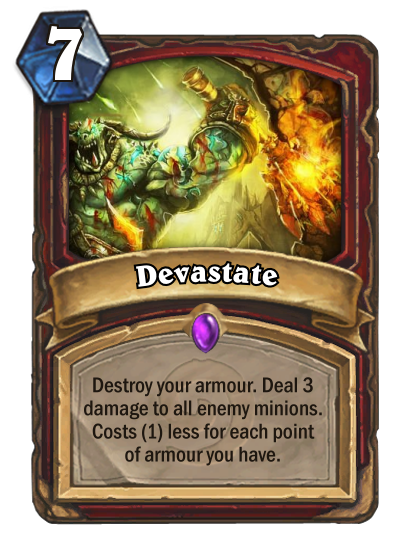 7
Devastate
Destroy your armour. Deal 3
damage to all enemy minions.
Costs (1) less for each point
of armour you have.